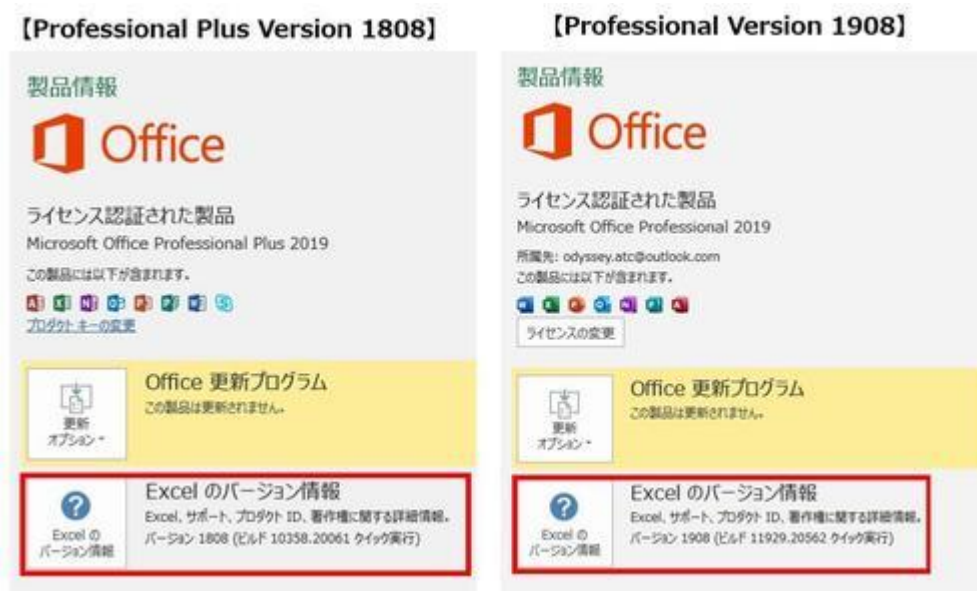 【Professional Plus Version 1808】
製品情報
Office
ライセンス認証された製品
Microsoft Office Professional Plus 2019
この製品には以下が含まれます。
プロダクト キーの変更
更新
オプション
Office 更新プログラム
この製品は更新されません。
Excel の
バージョン情報
Excel のバージョン情報
Excel、サポート、プロダクト ID、著作権に関する詳細情報。
バージョン 1808 (ビルド 10358.20061 クイック実行)
【Professional Version 1908】
製品情報
Office
ライセンス認証された製品
Microsoft Office Professional 2019
所属先: odyssey.atc@outlook.com
この製品には以下が含まれます。
ライセンスの変更
更新
オプション
Office 更新プログラム
この製品は更新されません。
Excel の
バージョン情報
Excel のバージョン情報
Excel、サポート、プロダクト ID、著作権に関する詳細情報。
バージョン 1908 (ビルド 11929.20562 クイック実行)